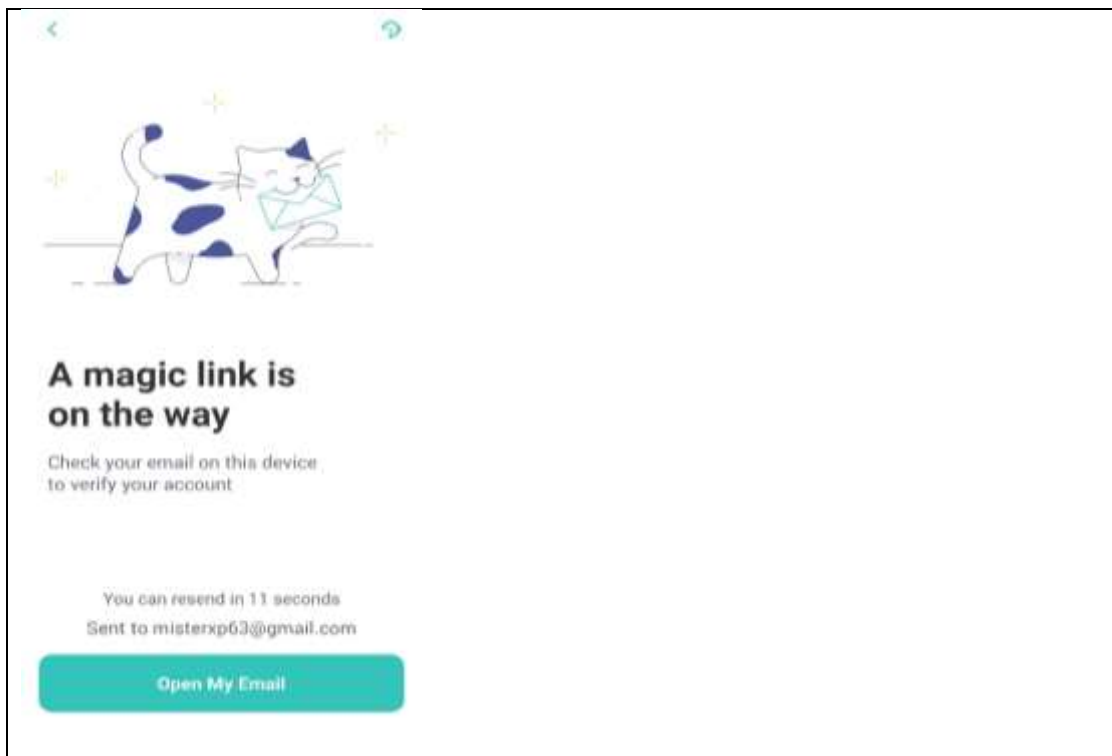 A magic link is
on the way
Check your email on this device
to verify your account
You can resend in 11 seconds
Sent to misterxp63@gmail.com
Open My Email